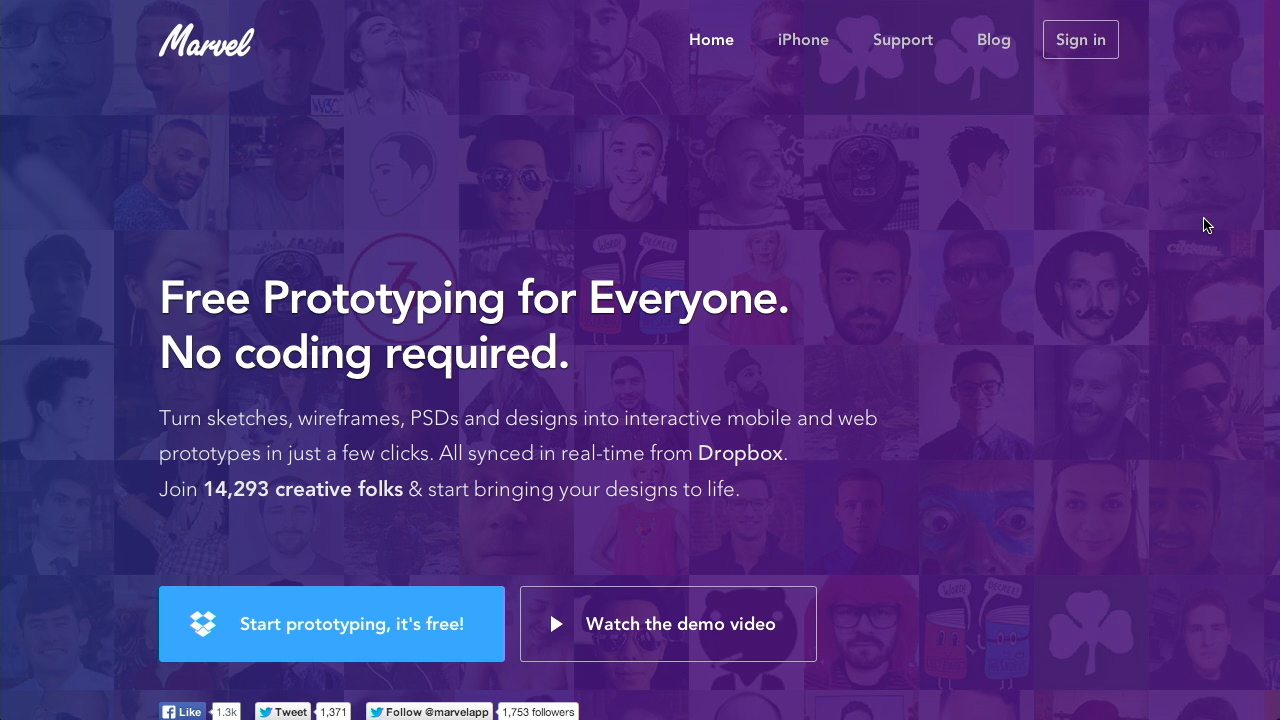 Marvel
Home
iPhone
Support
Blog
Sign in
Free Prototyping for Everyone.
No coding required.
Turn sketches, wireframes, PSDs and designs into interactive mobile and web
prototypes in just a few clicks. All synced in real-time from Dropbox.
Join 14,293 creative folks & start bringing your designs to life.
Start prototyping, it's free!
Watch the demo video
Like
1.3k
Tweet
1,371
Follow @marvelapp
1,753 followers